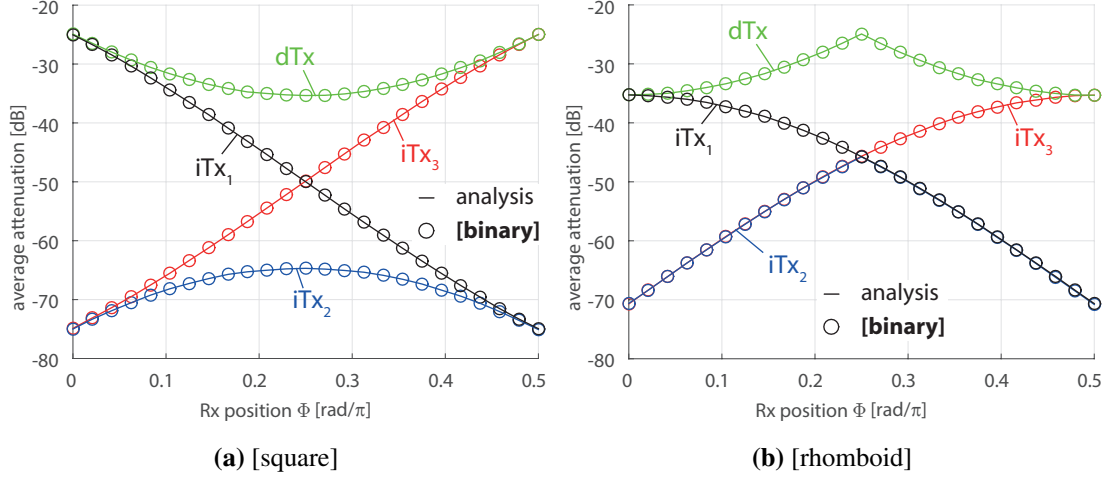 -20
-30
-40
-50
-60
-70
-80
average attenuation [dB]
dTx
iTx1
iTx3
iTx2
analysis
[binary]
0
0.1
0.2
0.3
0.4
0.5
Rx position Φ [rad/π]
(a) [square]
-20
-30
-40
-50
-60
-70
-80
average attenuation [dB]
dTx
iTx1
iTx3
iTx2
analysis
[binary]
0
0.1
0.2
0.3
0.4
0.5
Rx position Φ [rad/π]
(b) [rhomboid]